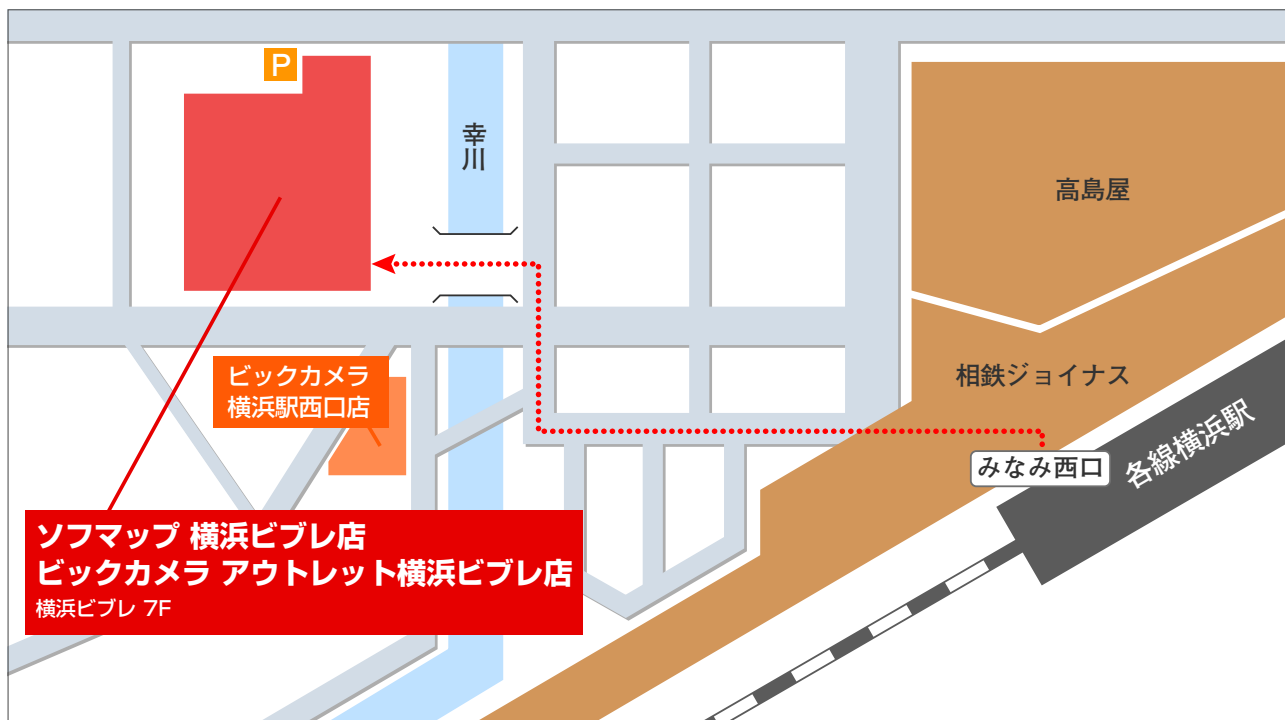 P
幸川
高島屋
相鉄ジョイナス
ビックカメラ
横浜駅西口店
みなみ西口
各線横浜駅
ソフマップ 横浜ビブレ店
ビックカメラ アウトレット横浜ビブレ店
横浜ビブレ 7F